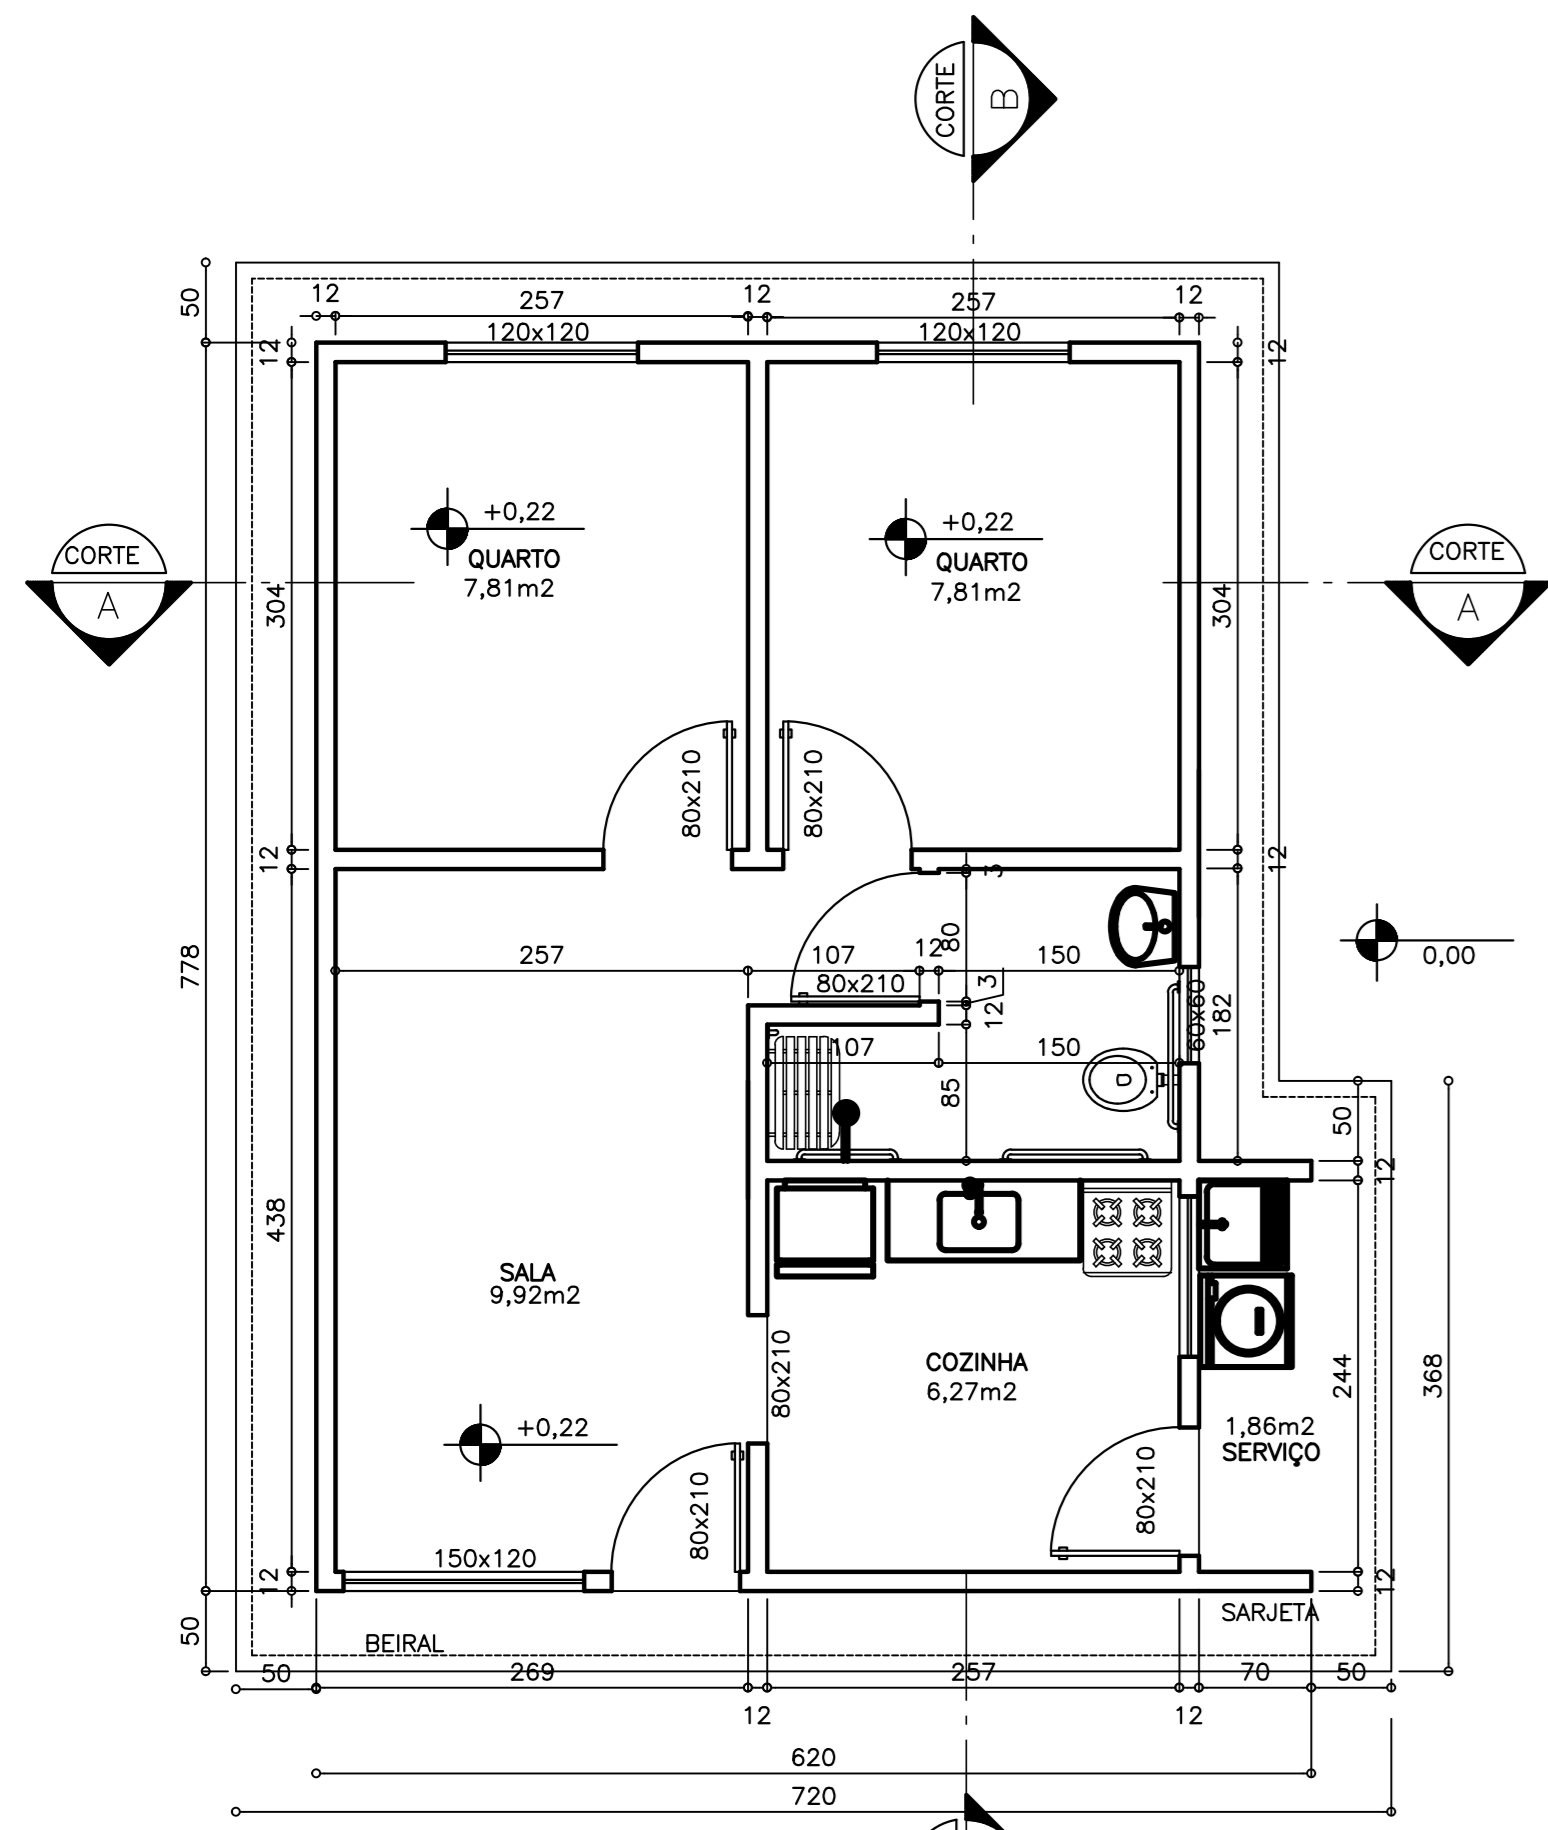 CORTE
B
50
12
257
12
257
12
120x120
120x120
12
12
+0,22
QUARTO
7,81m2
+0,22
QUARTO
7,81m2
CORTE
A
CORTE
A
304
304
80x210
80x210
12
12
3
778
257
107
12
80
150
0,00
80x210
3
12
60x60
182
107
150
85
50
12
438
SALA
9,92m2
80x210
COZINHA
6,27m2
244
368
+0,22
1,86m2
SERVIÇO
80x210
80x210
150x120
12
12
50
BEIRAL
SARJETA
50
269
257
70
50
12
12
620
720